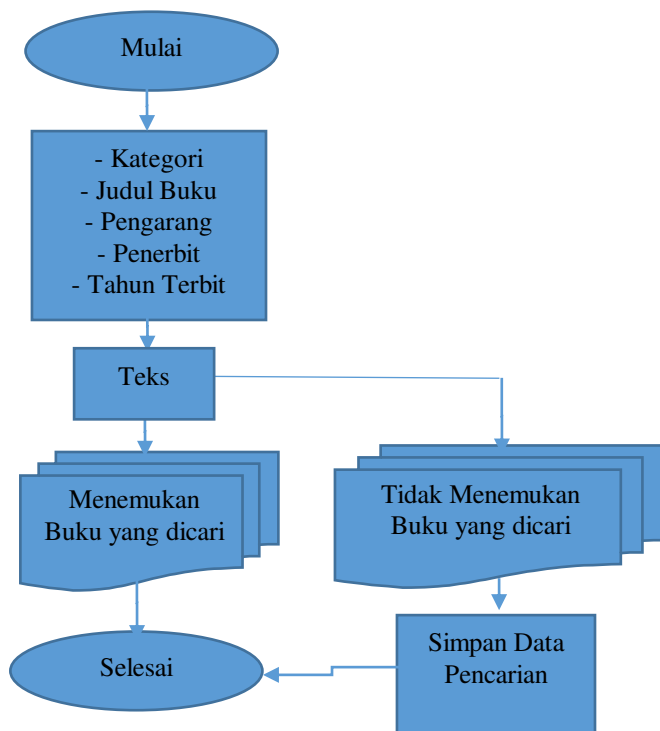 Mulai
- Kategori
- Judul Buku
- Pengarang
- Penerbit
- Tahun Terbit
Teks
Menemukan
Buku yang dicari
Tidak Menemukan
Buku yang dicari
Selesai
Simpan Data
Pencarian